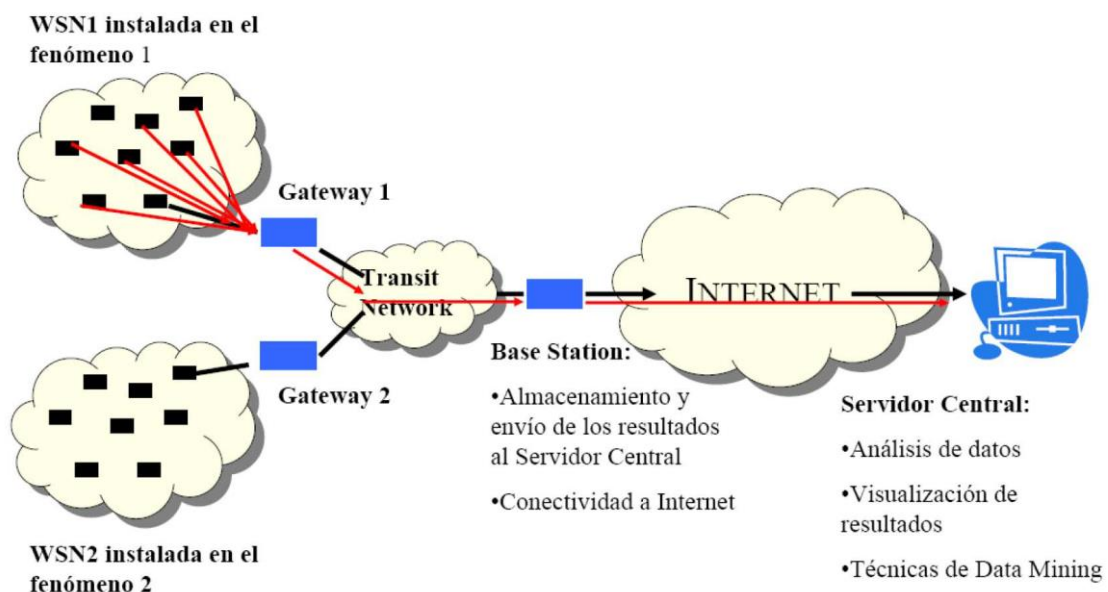 WSN1 instalada en el
fenómeno 1
Gateway 1
Transit
Network
INTERNET
Gateway 2
Base Station:
•Almacenamiento y
envío de los resultados
al Servidor Central
•Conectividad a Internet
Servidor Central:
•Análisis de datos
•Visualización de
resultados
•Técnicas de Data Mining
WSN2 instalada en el
fenómeno 2